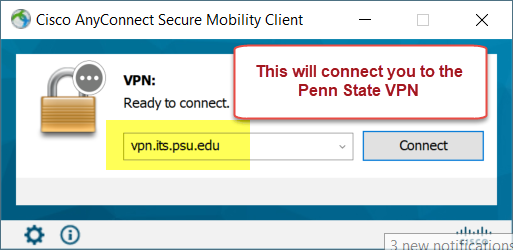 Cisco AnyConnect Secure Mobility Client
This will connect you to the
Penn State VPN
VPN:
Ready to connect.
vpn.its.psu.edu
Connect
3 new notifications